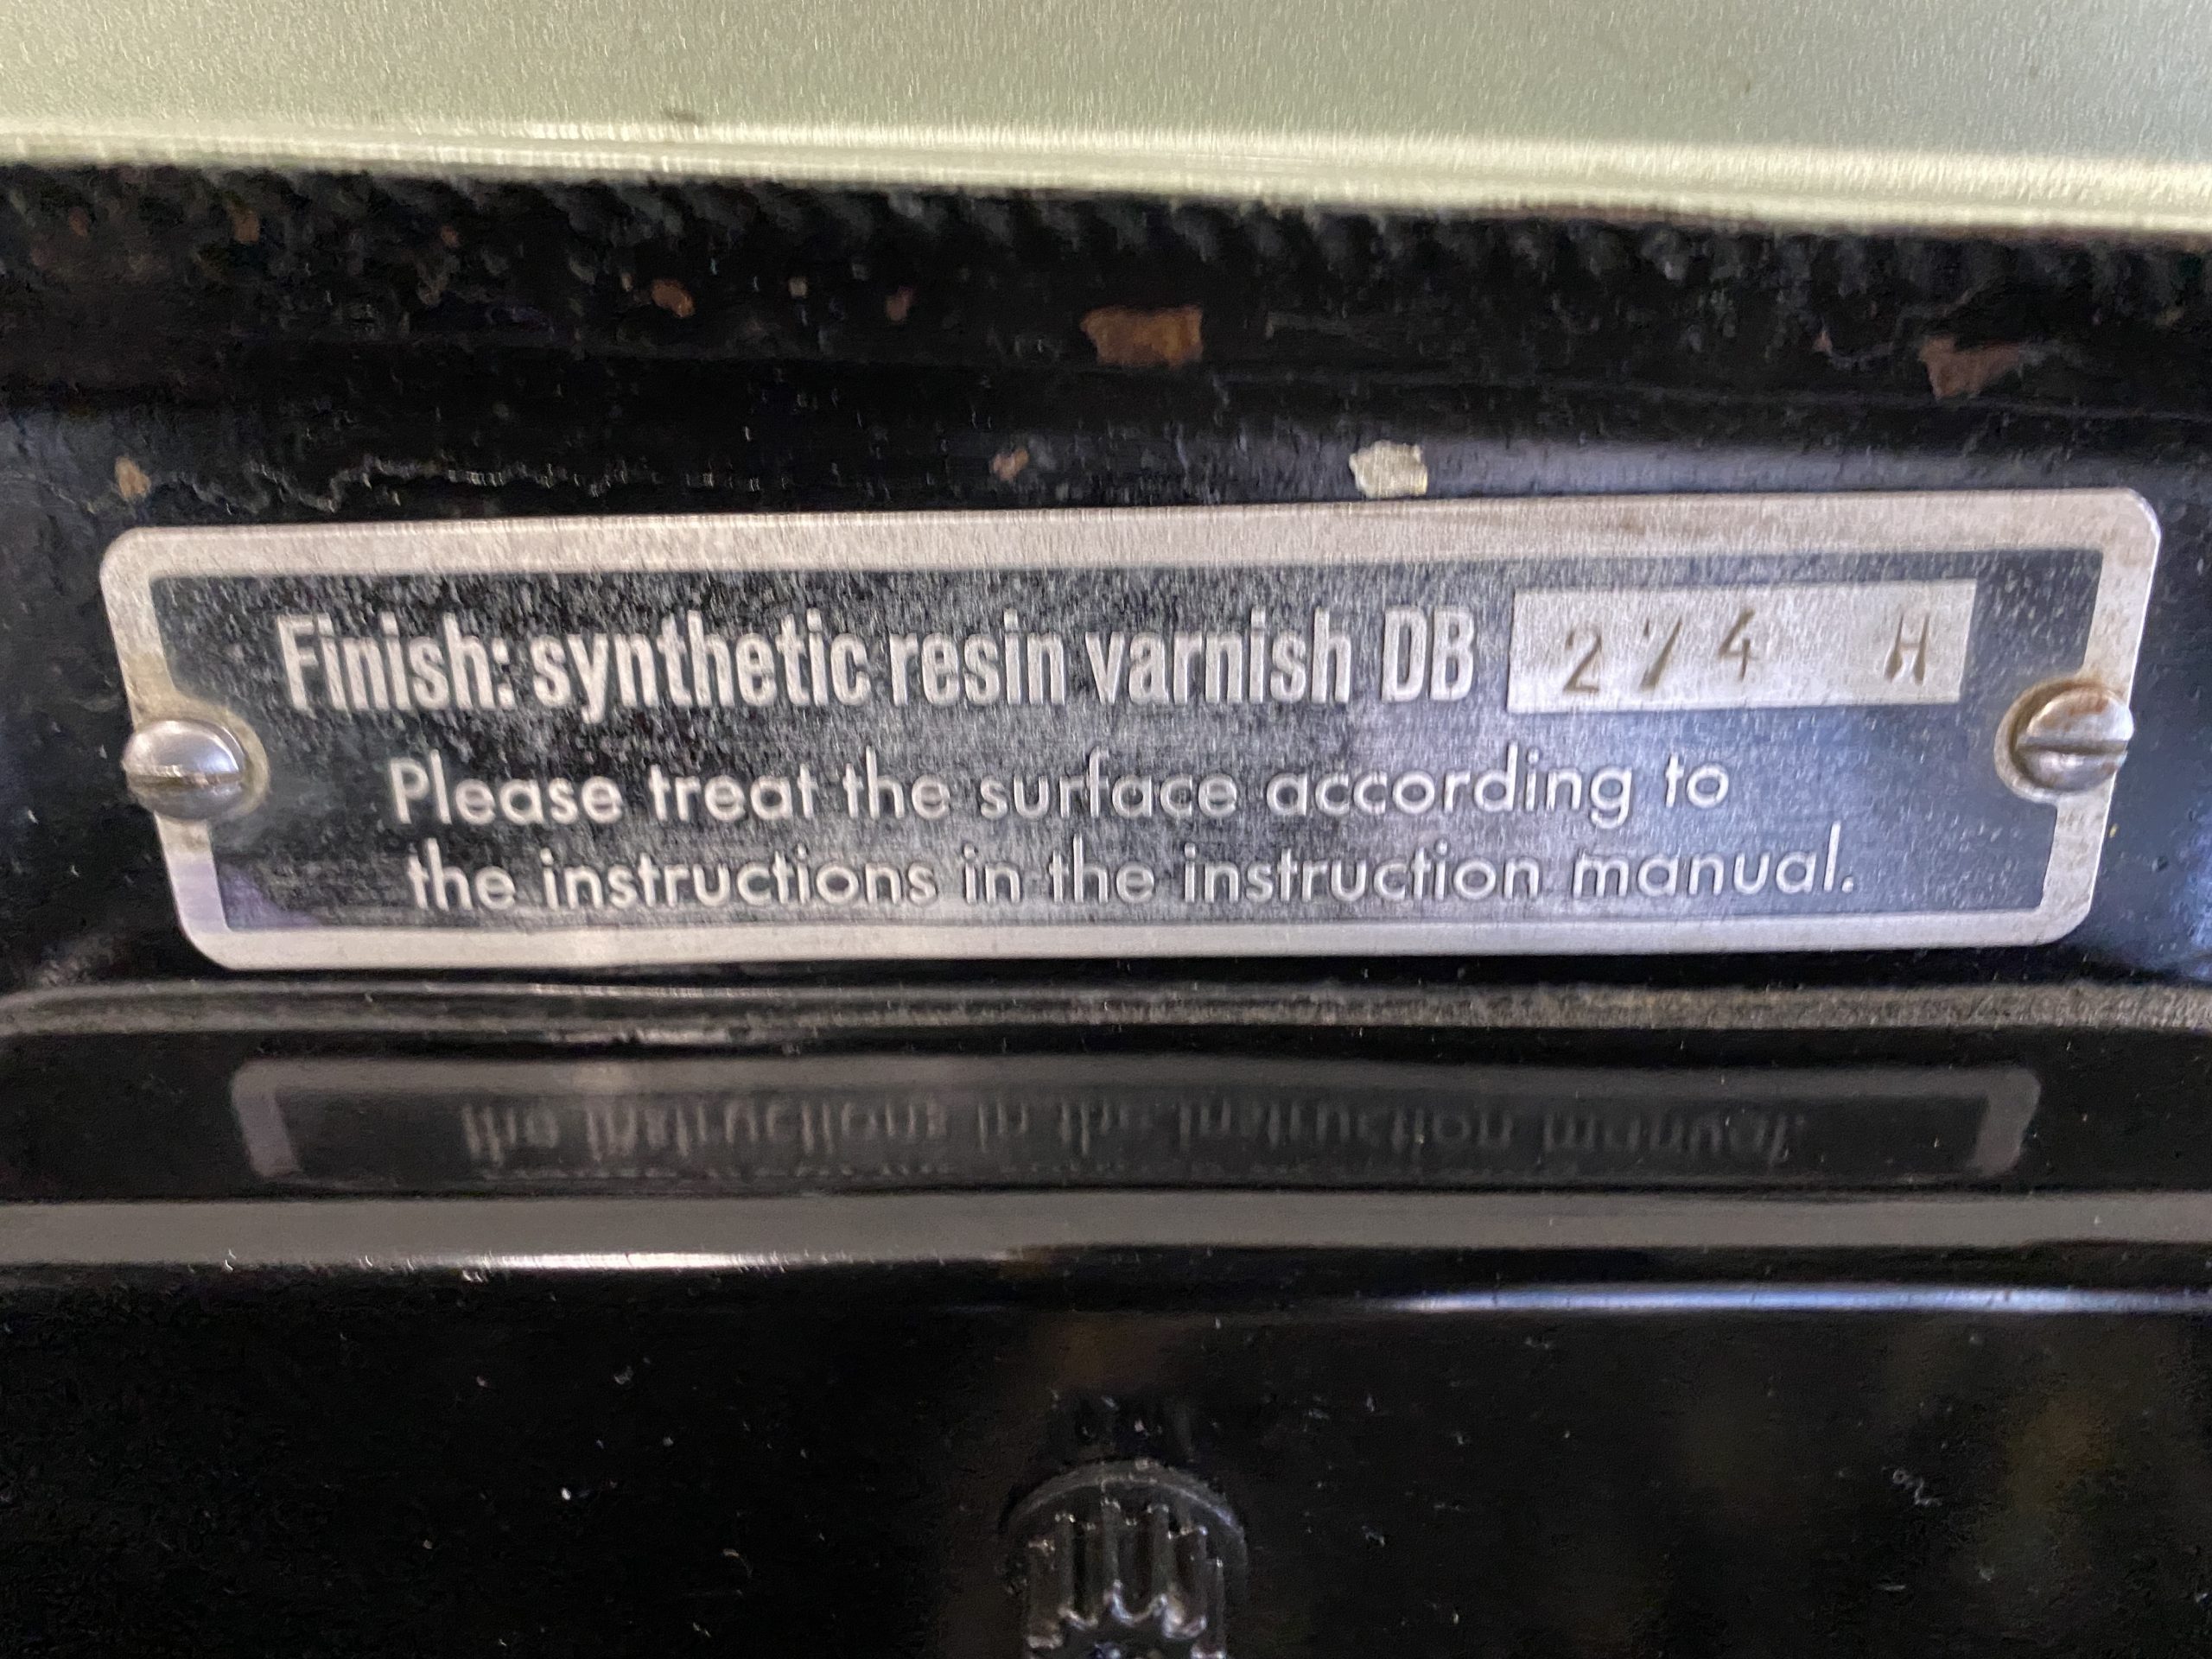 Finish: synthetic resin varnish DB 274 H
Please treat the surface according to
the instructions in the instruction manual.